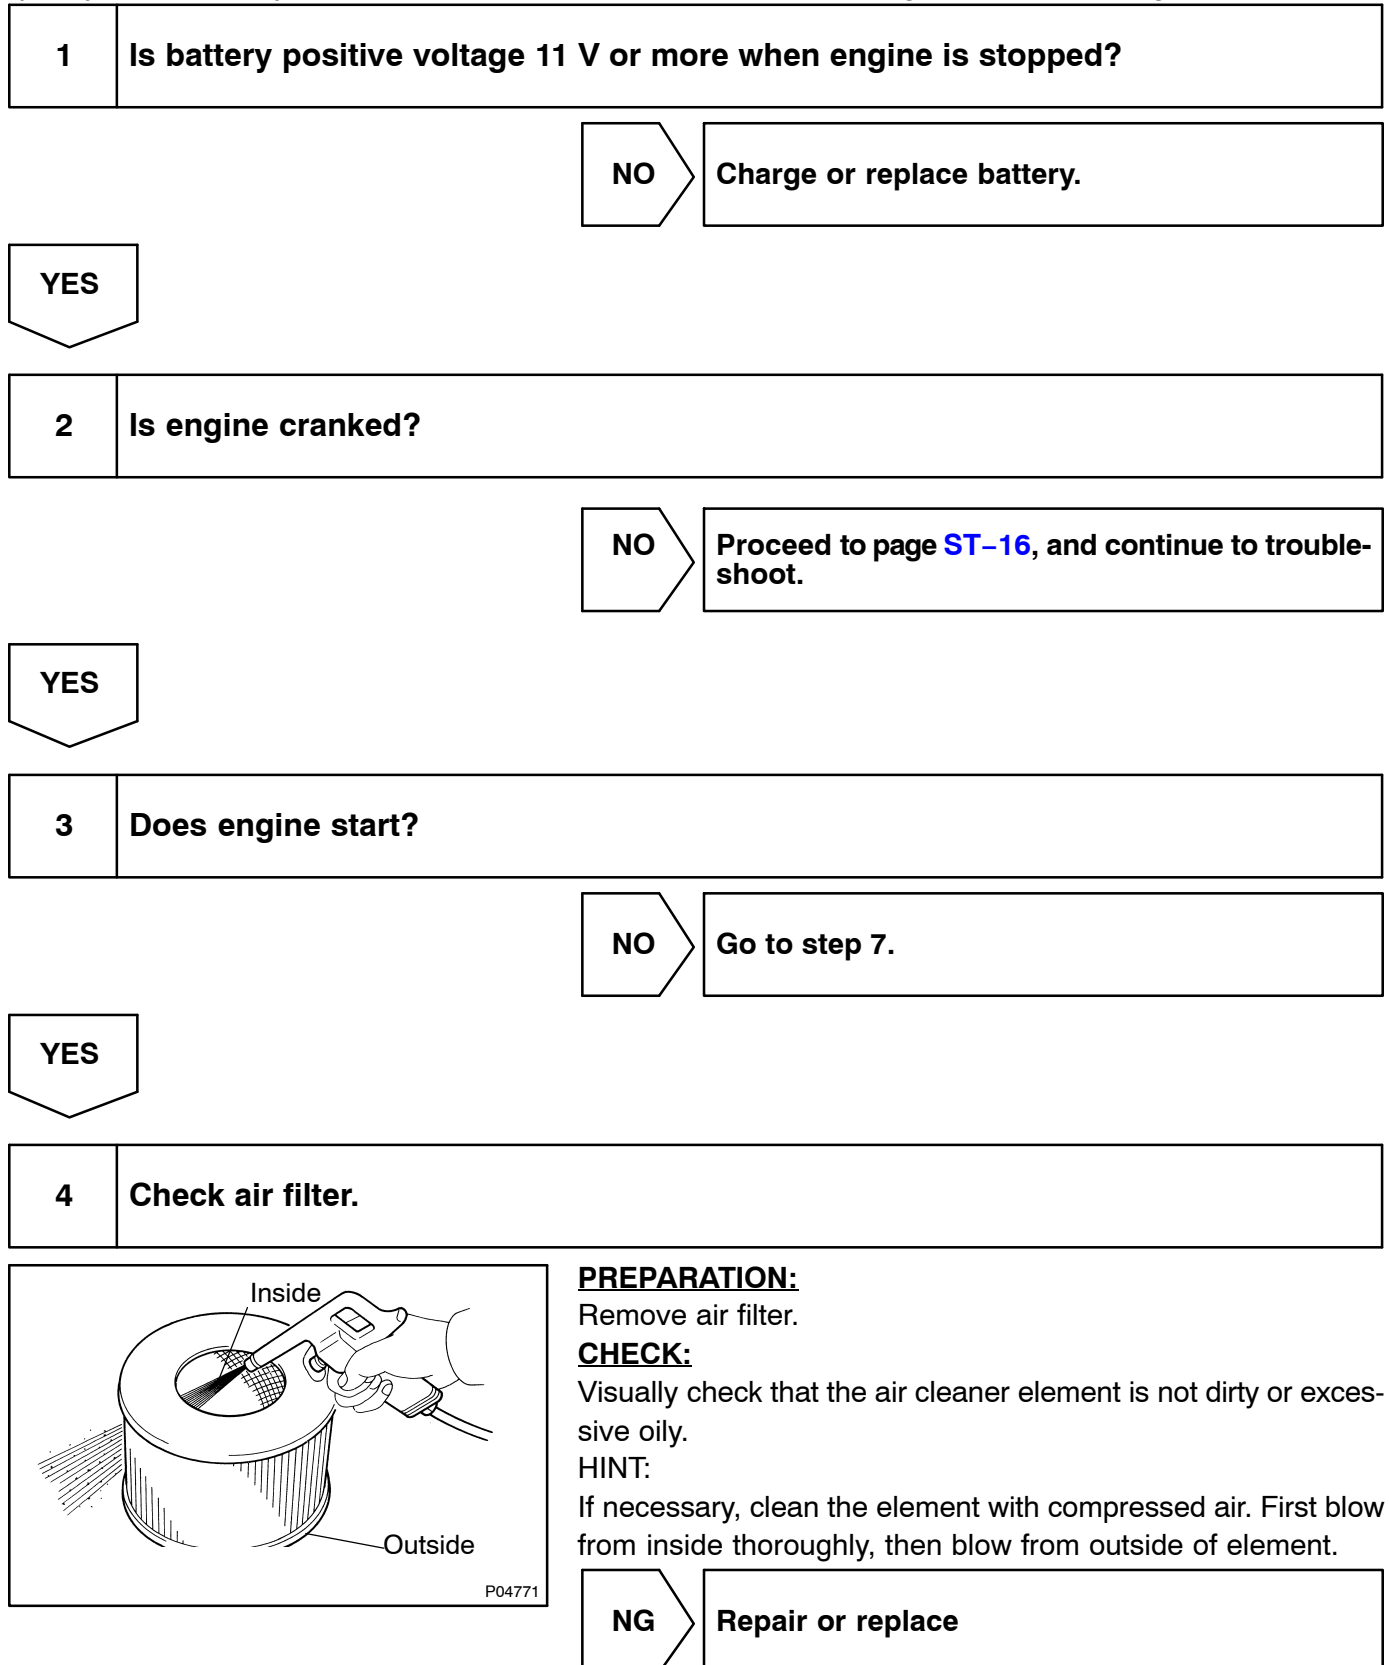 1
Is battery positive voltage 11 V or more when engine is stopped?
NO
Charge or replace battery.
YES
2
Is engine cranked?
NO
Proceed to page ST−16, and continue to trouble-
shoot.
YES
3
Does engine start?
NO
Go to step 7.
YES
4
Check air filter.
Inside
Outside
P04771
PREPARATION:
Remove air filter.
CHECK:
Visually check that the air cleaner element is not dirty or exces-
sive oily.
HINT:
If necessary, clean the element with compressed air. First blow
from inside thoroughly, then blow from outside of element.
NG
Repair or replace